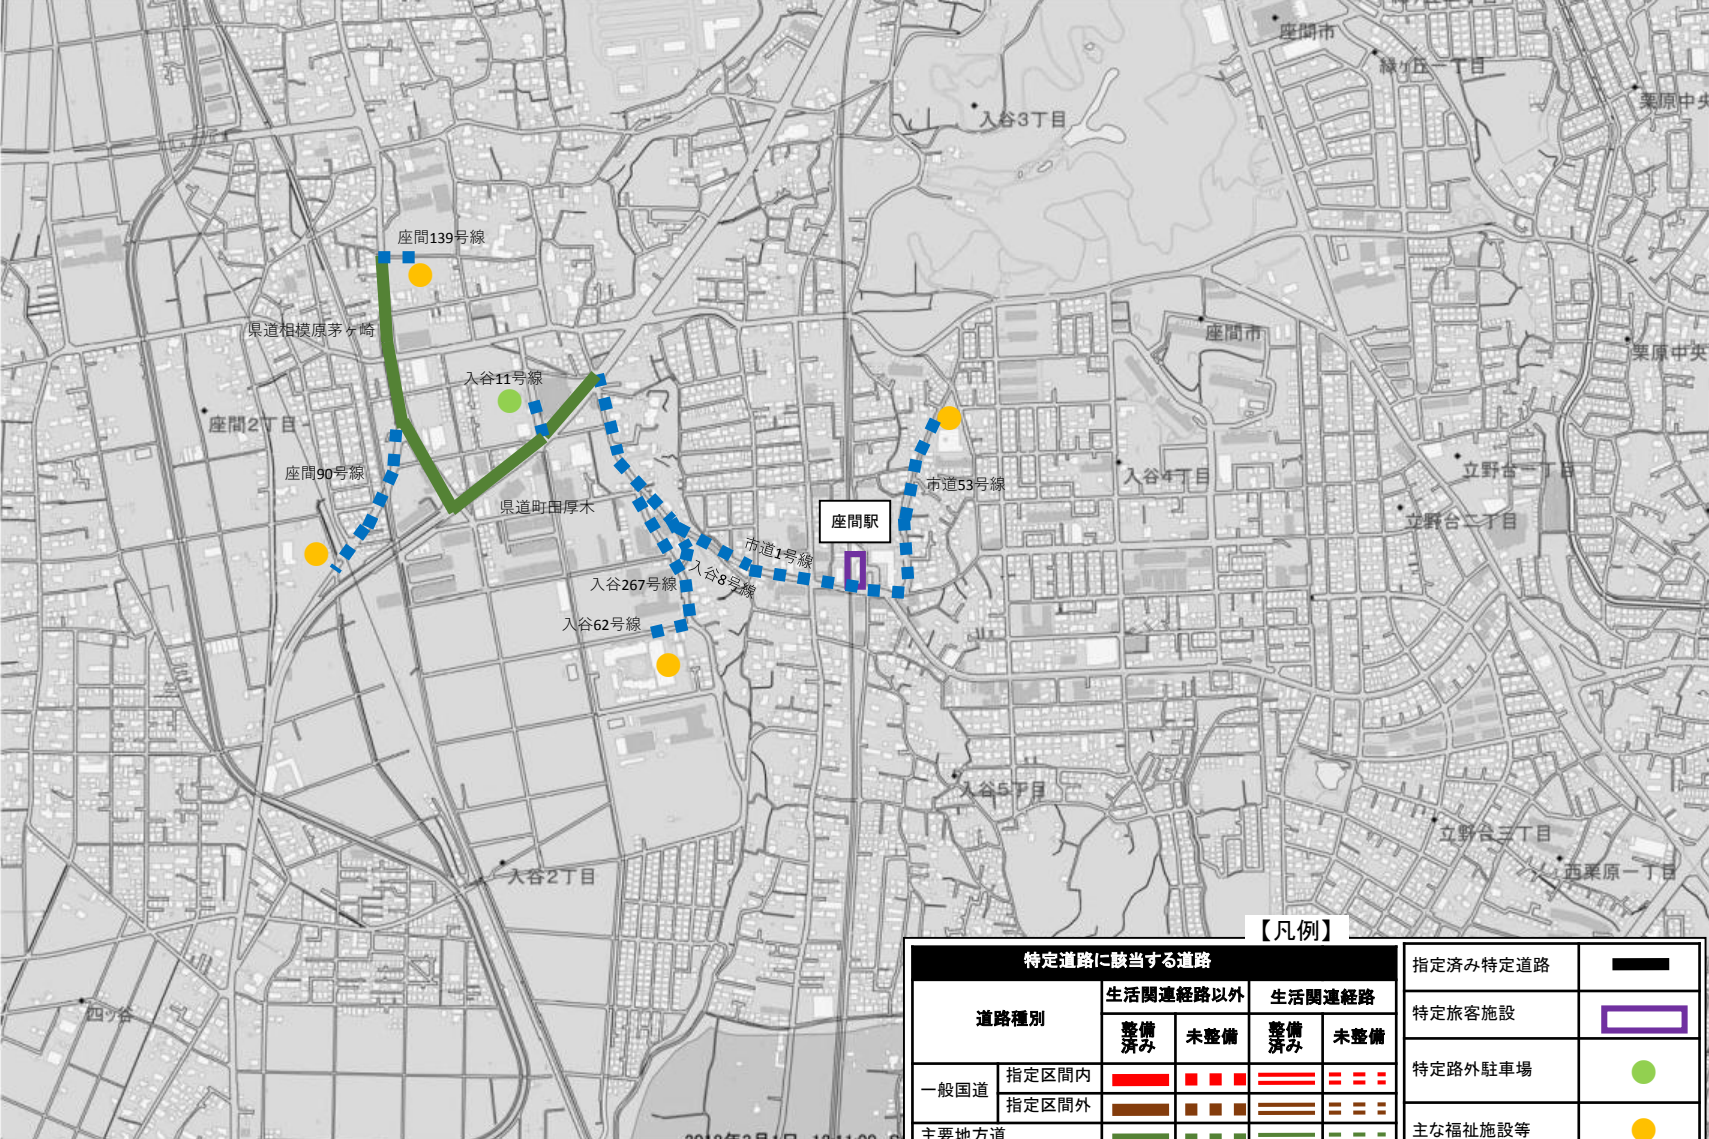 座間市
緑ヶ丘一丁目
栗原中央
入谷3丁目
座間139号線
県道相模原茅ヶ崎
座間市
栗原中央
入谷11号線
座間2丁目
座間90号線
市道53号線
入谷4丁目
立野台一丁目
県道町田厚木
座間駅
立野台二丁目
市道1号線
入谷8号線
入谷267号線
入谷62号線
入谷5丁目
立野台三丁目
西栗原一丁目
入谷2丁目
四ッ谷
【凡例】
特定道路に該当する道路
道路種別
生活関連経路以外
生活関連経路
整備済み
未整備
整備済み
未整備
一般国道
指定区間内
指定区間外
主要地方道
指定済み特定道路
特定旅客施設
特定路外駐車場
主な福祉施設等